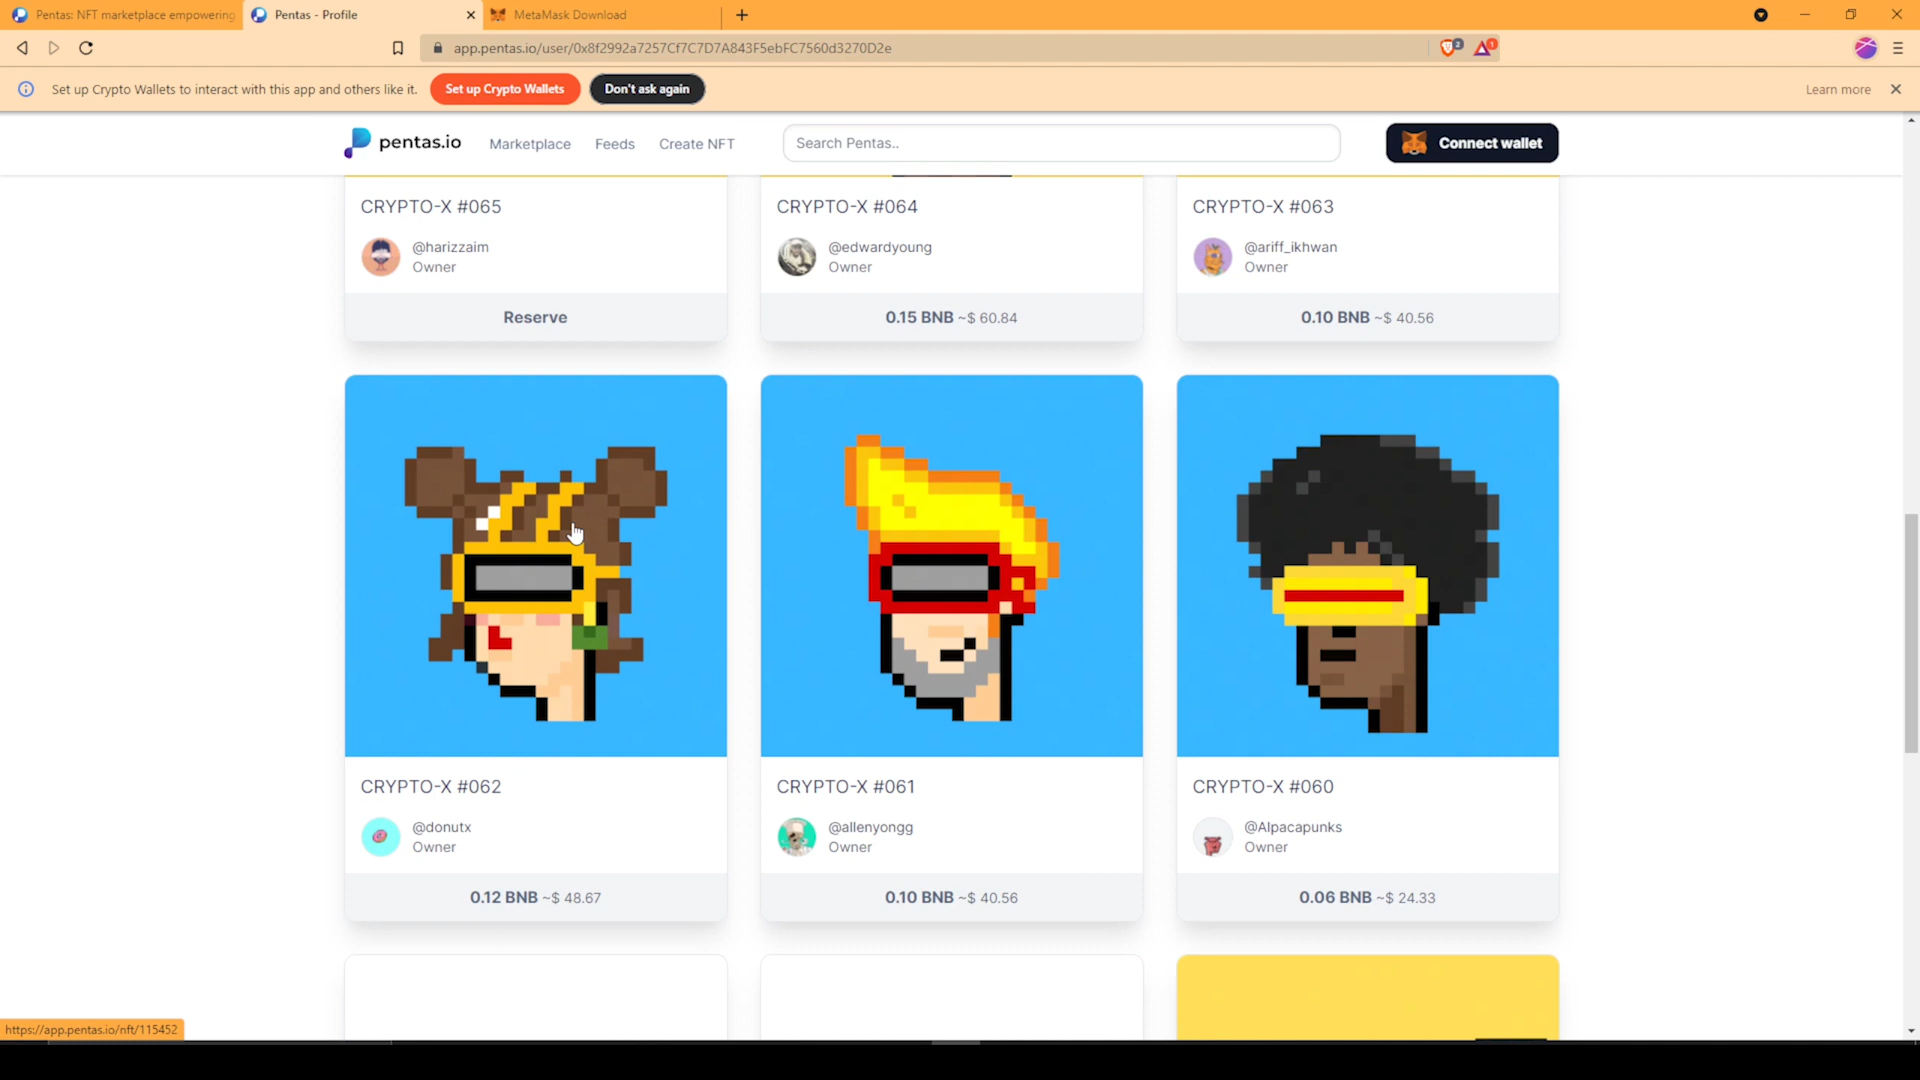 Pentas: NFT marketplace empowering
Pentas - Profile
MetaMask Download
app.pentas.io/user/0x8f2992a7257Cf7C7D7A843F5ebFC7560d3270D2e
2
1
Set up Crypto Wallets to interact with this app and others like it.
Set up Crypto Wallets
Don't ask again
Learn more
pentas.io
Marketplace
Feeds
Create NFT
Search Pentas..
Connect wallet
CRYPTO-X #065
@harizzaim
Owner
Reserve
CRYPTO-X #064
@edwardyoung
Owner
0.15 BNB ~$ 60.84
CRYPTO-X #063
@ariff_ikhwan
Owner
0.10 BNB ~$ 40.56
CRYPTO-X #062
@donutx
Owner
0.12 BNB ~$ 48.67
CRYPTO-X #061
@allenyongg
Owner
0.10 BNB ~$ 40.56
CRYPTO-X #060
@Alpacapunks
Owner
0.06 BNB ~$ 24.33
https://app.pentas.io/nft/115452